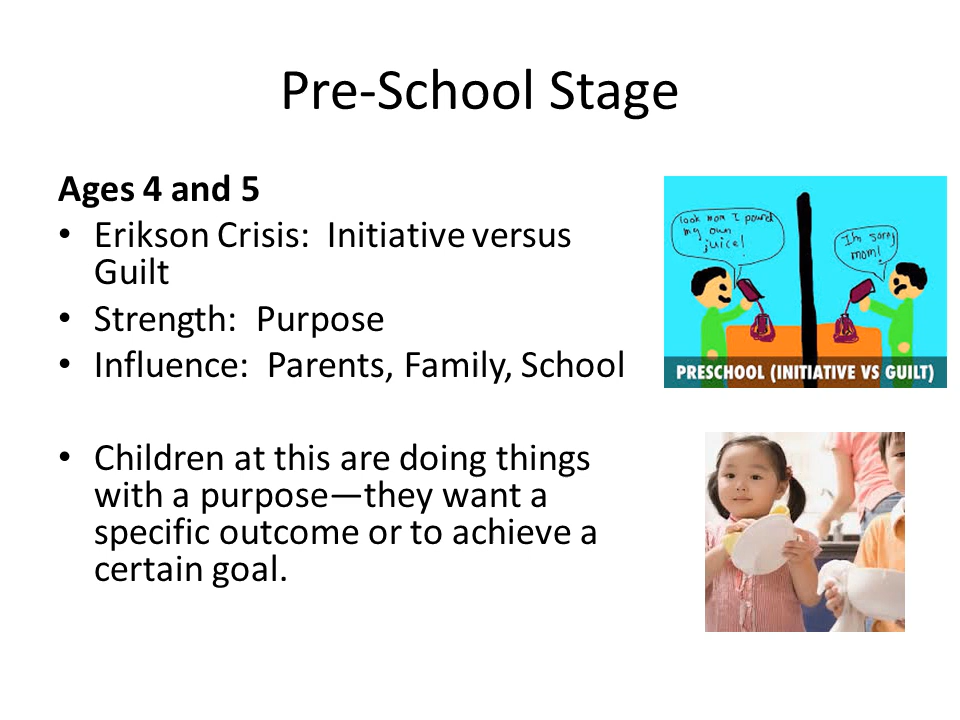 Pre-School Stage
Ages 4 and 5
• Erikson Crisis:  Initiative versus
Guilt
• Strength:  Purpose
• Influence:  Parents, Family, School
• Children at this are doing things
with a purpose—they want a
specific outcome or to achieve a
certain goal.
look mom I pound
my own
juice!
I'm sorry
mom!
PRESCHOOL (INITIATIVE VS GUILT)